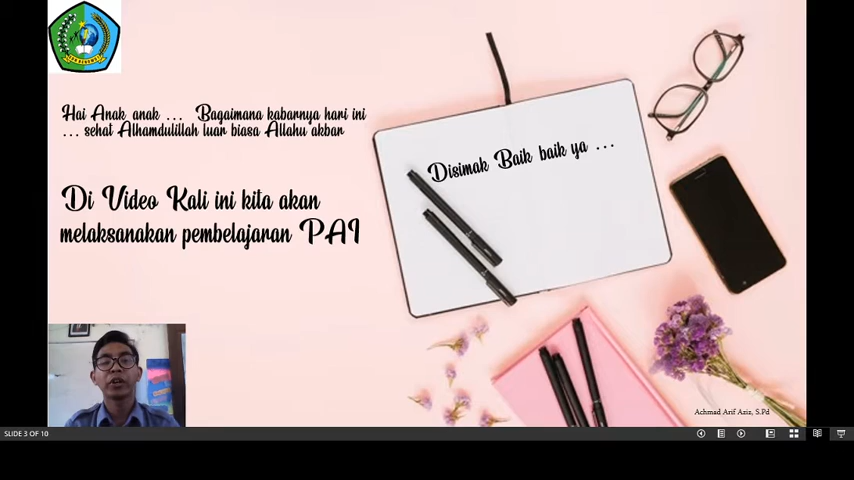 Hai Anak anak ... Bagaimana kabarnya hari ini
... sehat Alhamdulillah luar biasa Allahu akbar
Di Video Kali ini kita akan
melaksanakan pembelajaran PAI
Disimak Baik baik ya ...
Achmad Arif Aziz, S.Pd
SLIDE 3 OF 10